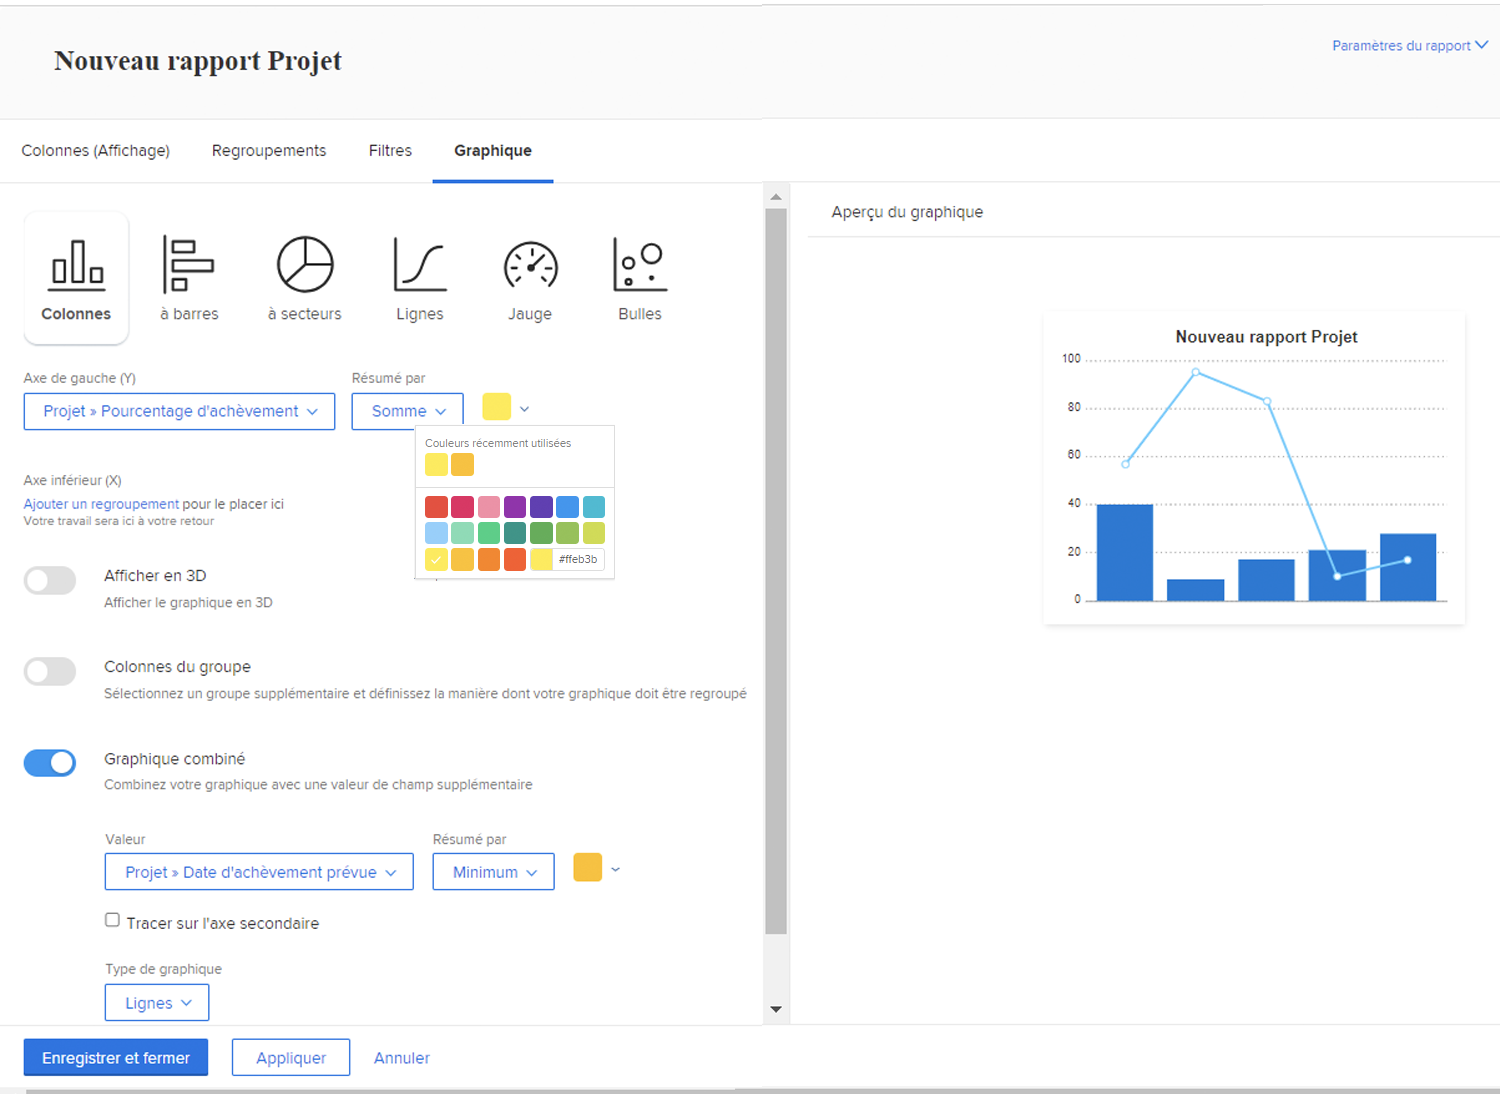 Nouveau rapport Projet
Paramètres du rapport
Colonnes (Affichage)
Regroupements
Filtres
Graphique
Aperçu du graphique
Colonnes
à barres
à secteurs
Lignes
Jauge
Bulles
Axe de gauche (Y)
Résumé par
Projet » Pourcentage d'achèvement
Somme
Couleurs récemment utilisées
#ffeb3b
Axe inférieur (X)
Ajouter un regroupement pour le placer ici
Votre travail sera ici à votre retour
Afficher en 3D
Afficher le graphique en 3D
Colonnes du groupe
Sélectionnez un groupe supplémentaire et définissez la manière dont votre graphique doit être regroupé
Graphique combiné
Combinez votre graphique avec une valeur de champ supplémentaire
Valeur
Résumé par
Projet » Date d'achèvement prévue
Minimum
Tracer sur l'axe secondaire
Type de graphique
Lignes
Enregistrer et fermer
Appliquer
Annuler
Nouveau rapport Projet
100
80
60
40
20
0